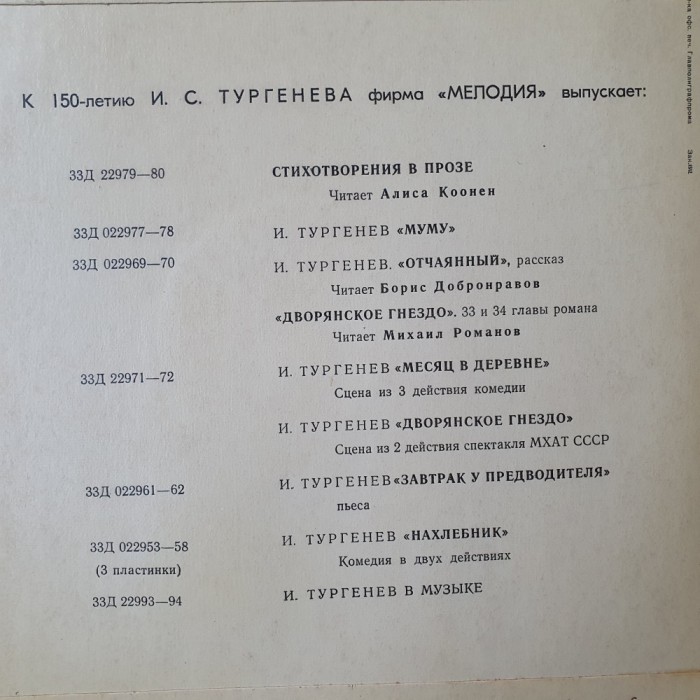 К 150-летию И. С. ТУРГЕНЕВА фирма «МЕЛОДИЯ» выпускает:
33Д 22979—80 СТИХОТВОРЕНИЯ В ПРОЗЕ
Читает Алиса Коонен
33Д 022977—78 И. ТУРГЕНЕВ «МУМУ»
33Д 022969—70 И. ТУРГЕНЕВ. «ОТЧАЯННЫЙ», рассказ
Читает Борис Добронравов
«ДВОРЯНСКОЕ ГНЕЗДО». 33 и 34 главы романа
Читает Михаил Романов
33Д 22971—72 И. ТУРГЕНЕВ «МЕСЯЦ В ДЕРЕВНЕ»
Сцена из 3 действия комедии
И. ТУРГЕНЕВ «ДВОРЯНСКОЕ ГНЕЗДО»
Сцена из 2 действия спектакля МХАТ СССР
33Д 022961—62 И. ТУРГЕНЕВ «ЗАВТРАК У ПРЕДВОДИТЕЛЯ»
пьеса
33Д 022953—58 И. ТУРГЕНЕВ «НАХЛЕБНИК»
(3 пластинки) Комедия в двух действиях
33Д 22993—94 И. ТУРГЕНЕВ В МУЗЫКЕ